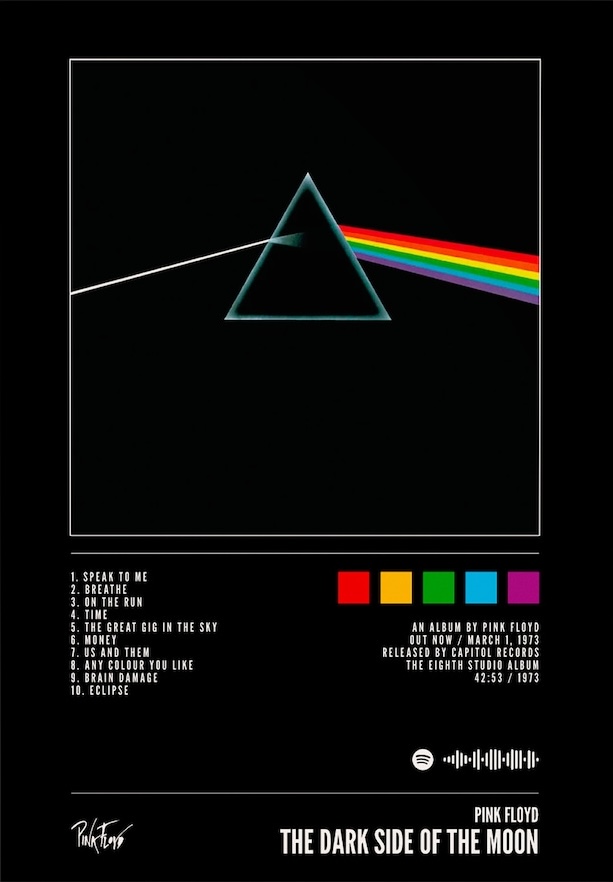 1. SPEAK TO ME
2. BREATHE
3. ON THE RUN
4. TIME
5. THE GREAT GIG IN THE SKY
6. MONEY
7. US AND THEM
8. ANY COLOUR YOU LIKE
9. BRAIN DAMAGE
10. ECLIPSE
AN ALBUM BY PINK FLOYD
OUT NOW / MARCH 1, 1973
RELEASED BY CAPITOL RECORDS
THE EIGHTH STUDIO ALBUM
42:53 / 1973
PINK FLOYD
PINK FLOYD
THE DARK SIDE OF THE MOON